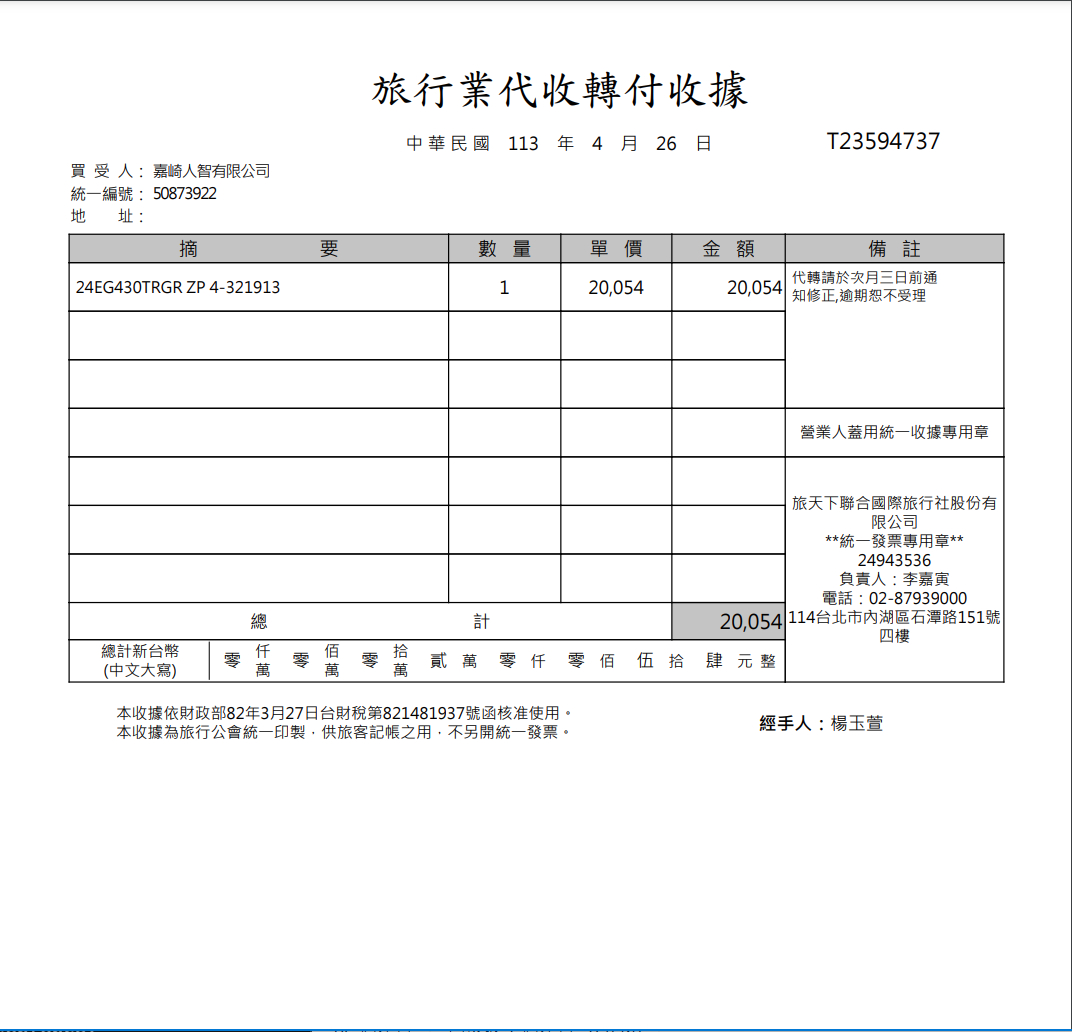 旅行業代收轉付收據
中華民國 113 年 4 月 26 日
T23594737
買 受 人： 嘉崎人智有限公司
統一編號： 50873922
地 址：
摘 要 數 量 單 價 金 額 備 註
24EG430TRGR ZP 4-321913 1 20,054 20,054
代轉請於次月三日前通
知修正,逾期恕不受理
營業人蓋用統一收據專用章
旅天下聯合國際旅行社股份有
限公司
**統一發票專用章**
24943536
負責人：李嘉寅
電話：02-87939000
114台北市內湖區石潭路151號
四樓
總 計 20,054
總計新台幣
(中文大寫)
零 仟萬 零 佰萬 零 拾萬 貳 萬 零 仟 零 佰 伍 拾 肆 元 整
本收據依財政部82年3月27日台財稅第821481937號函核准使用。
本收據為旅行公會統一印製，供旅客記帳之用，不另開統一發票。
經手人：楊玉萱